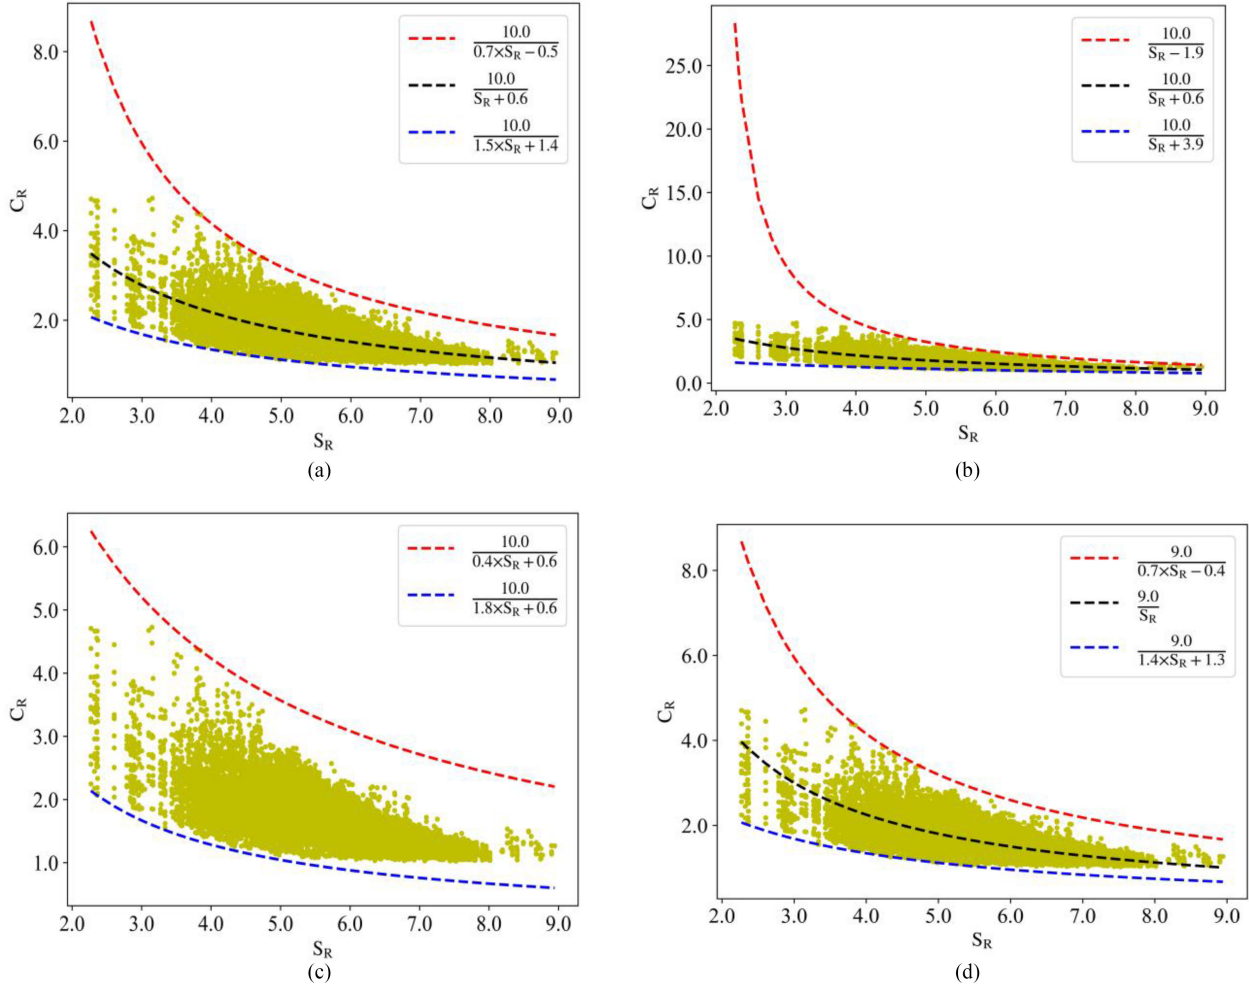 8.0
6.0
4.0
2.0
C_R
2.0 3.0 4.0 5.0 6.0 7.0 8.0 9.0
S_R
10.0
0.7×S_R − 0.5
10.0
S_R + 0.6
10.0
1.5×S_R + 1.4
(a)
25.0
20.0
15.0
10.0
5.0
0.0
C_R
2.0 3.0 4.0 5.0 6.0 7.0 8.0 9.0
S_R
10.0
S_R − 1.9
10.0
S_R + 0.6
10.0
S_R + 3.9
(b)
6.0
5.0
4.0
3.0
2.0
1.0
C_R
2.0 3.0 4.0 5.0 6.0 7.0 8.0 9.0
S_R
10.0
0.4×S_R + 0.6
10.0
1.8×S_R + 0.6
(c)
8.0
6.0
4.0
2.0
C_R
2.0 3.0 4.0 5.0 6.0 7.0 8.0 9.0
S_R
9.0
0.7×S_R − 0.4
9.0
S_R
9.0
1.4×S_R + 1.3
(d)